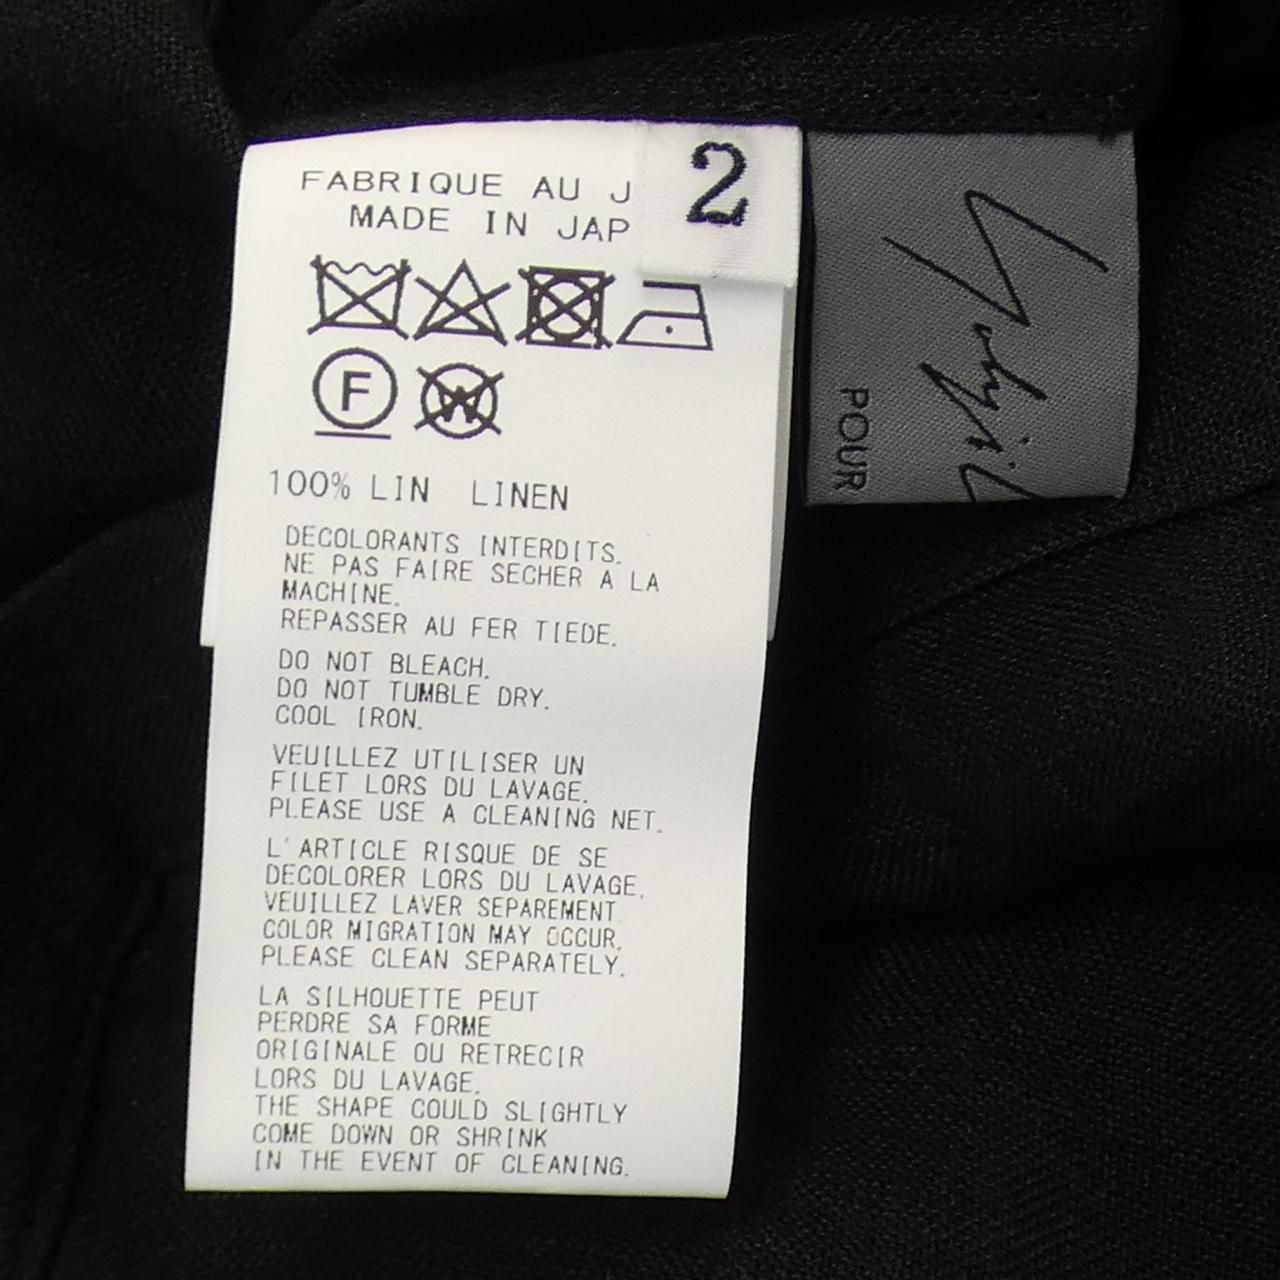 FABRIQUE AU J
MADE IN JAP
2
F
W
100% LIN LINEN
DECOLORANTS INTERDITS.
NE PAS FAIRE SECHER A LA
MACHINE.
REPASSER AU FER TIEDE.
DO NOT BLEACH.
DO NOT TUMBLE DRY.
COOL IRON.
VEUILLEZ UTILISER UN
FILET LORS DU LAVAGE.
PLEASE USE A CLEANING NET.
L'ARTICLE RISQUE DE SE
DECOLORER LORS DU LAVAGE.
VEUILLEZ LAVER SEPAREMENT
COLOR MIGRATION MAY OCCUR.
PLEASE CLEAN SEPARATELY.
LA SILHOUETTE PEUT
PERDRE SA FORME
ORIGINALE OU RETRECIR
LORS DU LAVAGE.
THE SHAPE COULD SLIGHTLY
COME DOWN OR SHRINK
IN THE EVENT OF CLEANING.
POUR